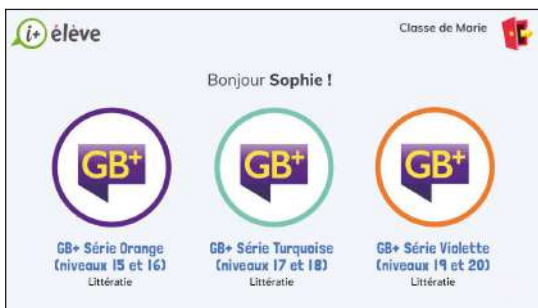 i+ élève
Classe de Marie
Bonjour Sophie !
GB+ GB+ GB+
GB+ Série Orange
(niveaux 15 et 16)
Littératie
GB+ Série Turquoise
(niveaux 17 et 18)
Littératie
GB+ Série Violette
(niveaux 19 et 20)
Littératie